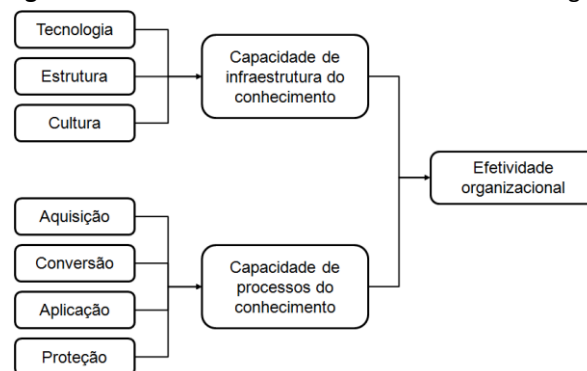 Tecnologia
Estrutura
Cultura
Capacidade de
infraestrutura do
conhecimento
Efetividade
organizacional
Aquisição
Conversão
Aplicação
Proteção
Capacidade de
processos do
conhecimento